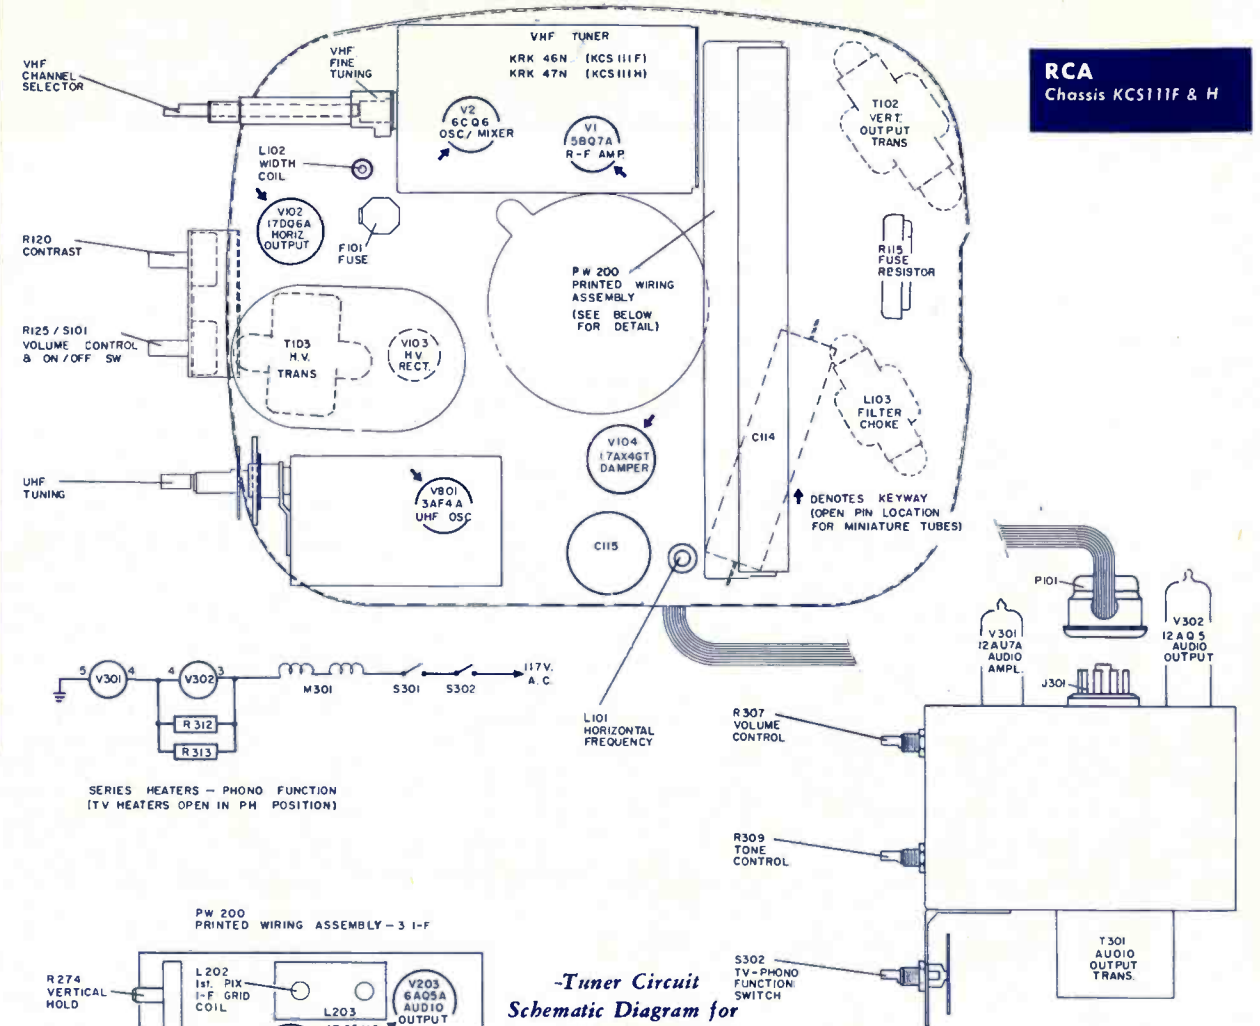 VHF TUNER
KRK 46N (KCS111F)
KRK 47N (KCS111H)
RCA
Chassis KCS111F & H
VHF
CHANNEL
SELECTOR
VHF
FINE
TUNING
V2
6CQ6
OSC/ MIXER
V1
5BQ7A
R-F AMP.
T102
VERT.
OUTPUT
TRANS
L102
WIDTH
COIL
V102
17DQ6A
HORIZ
OUTPUT
F101
FUSE
R120
CONTRAST
R115
FUSE
RESISTOR
PW 200
PRINTED WIRING
ASSEMBLY
(SEE BELOW
FOR DETAIL)
R125 / S101
VOLUME CONTROL
& ON/OFF SW
T103
H.V.
TRANS
V103
H.V.
RECT.
L103
FILTER
CHOKE
C114
V104
17AX4GT
DAMPER
UHF
TUNING
V801
3AF4A
UHF OSC
DENOTES KEYWAY
(OPEN PIN LOCATION
FOR MINIATURE TUBES)
C115
P101
V301
12AU7A
AUDIO
AMPL.
V302
12AQ5
AUDIO
OUTPUT
J301
5 V301 4
4 V302 3
M301
S301
S302
117V.
A.C.
R312
R313
L101
HORIZONTAL
FREQUENCY
R307
VOLUME
CONTROL
SERIES HEATERS – PHONO FUNCTION
(TV HEATERS OPEN IN PH POSITION)
R309
TONE
CONTROL
PW 200
PRINTED WIRING ASSEMBLY – 3 I-F
R274
VERTICAL
HOLD
L202
1st. PIX
I-F GRID
COIL
L203
V203
6AQ5A
AUDIO
OUTPUT
-Tuner Circuit
Schematic Diagram for
S302
TV-PHONO
FUNCTION
SWITCH
T301
AUDIO
OUTPUT
TRANS.